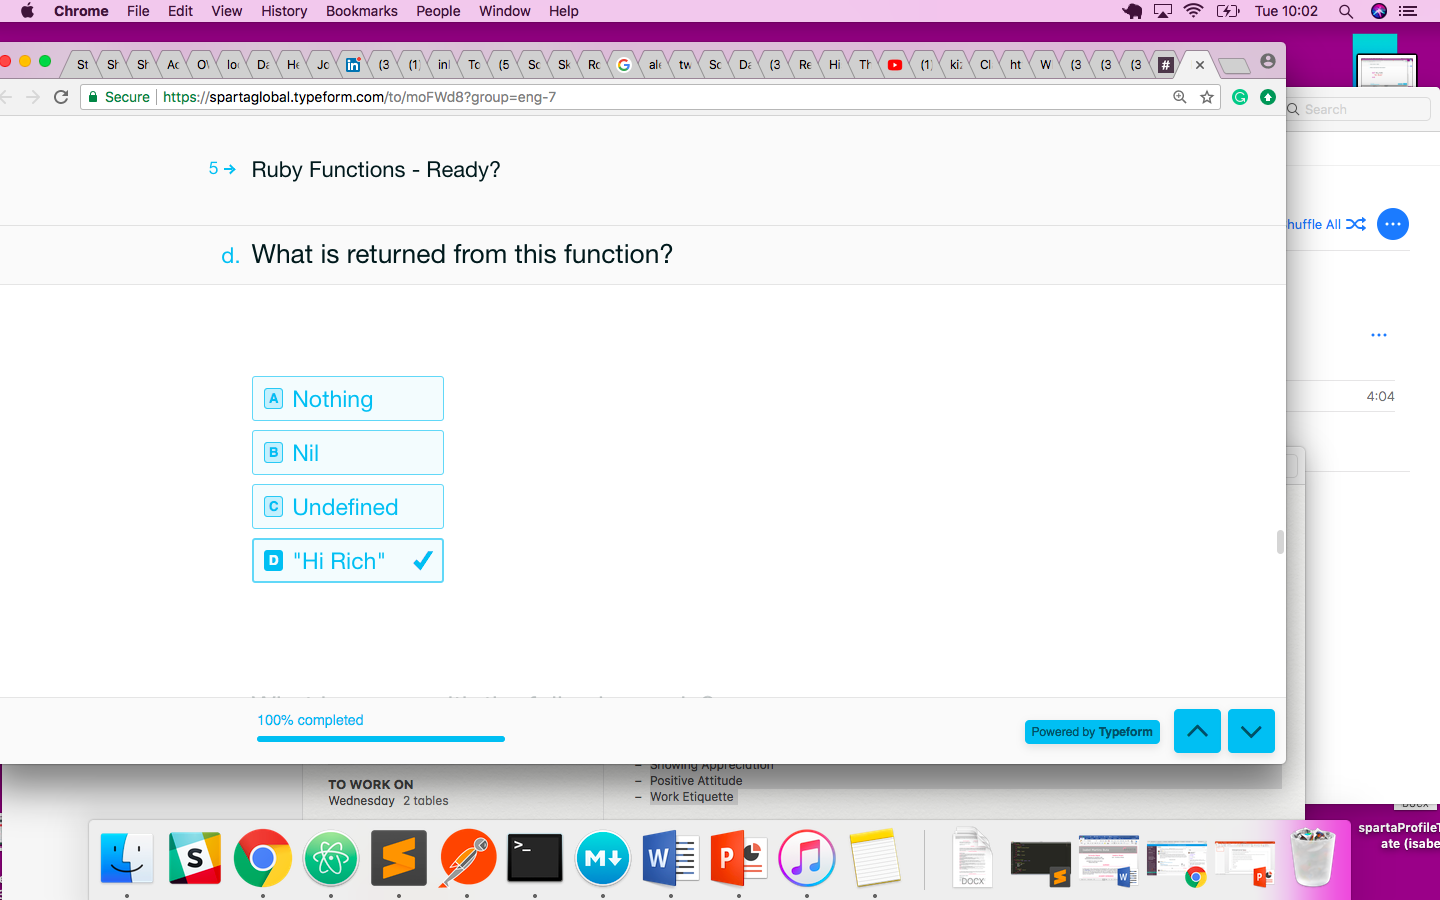 Chrome File Edit View History Bookmarks People Window Help Tue 10:02
St Sh Sh Ac O\ lo Da He Jo in (3 (1) inl To (5 Sc Sk Ro G ale tw Sc Da (3 Re Hi Th (1) ki: Cl ht W (3 (3 (3 #
Secure https://spartaglobal.typeform.com/to/moFWd8?group=eng-7
Search
5 → Ruby Functions - Ready?
huffle All
d. What is returned from this function?
4:04
A Nothing
B Nil
C Undefined
D "Hi Rich"
100% completed
Powered by Typeform
– Showing Appreciation
TO WORK ON
– Positive Attitude
Wednesday 2 tables
– Work Etiquette
DOCX
spartaProfileT
ate (isabe
S
>_
M
W
P
DOCX